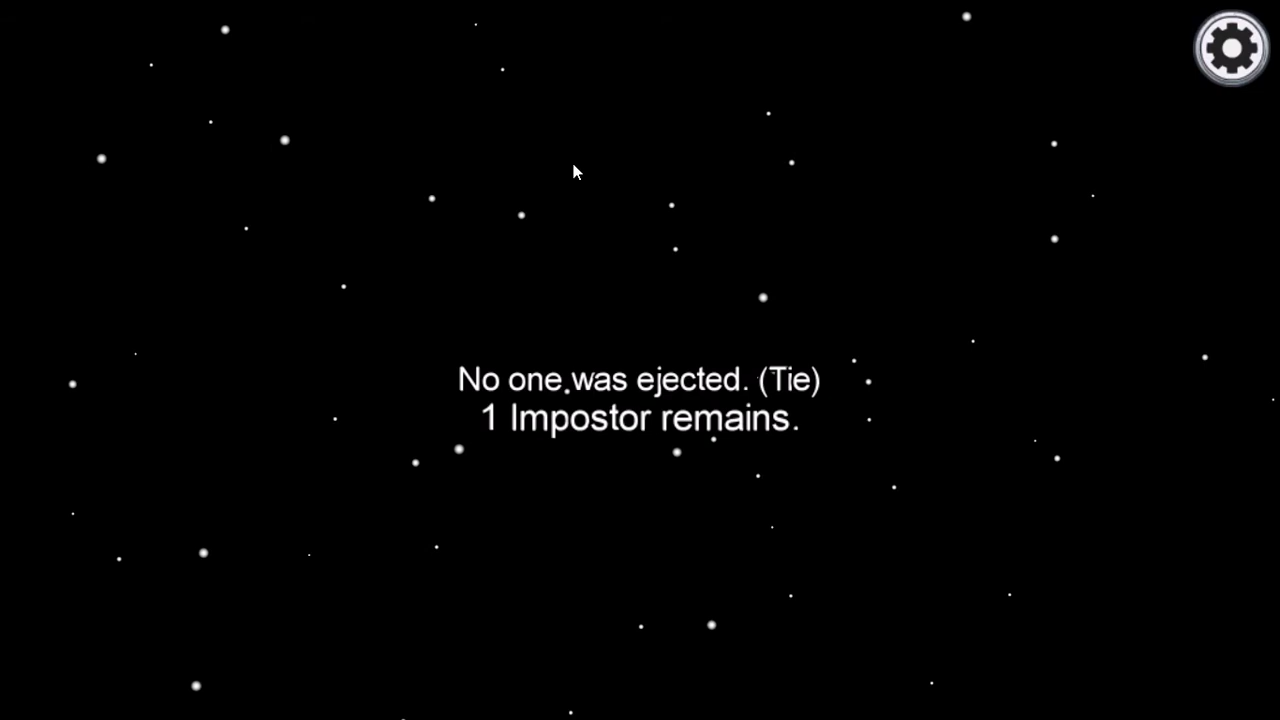 No one was ejected. (Tie)
1 Impostor remains.